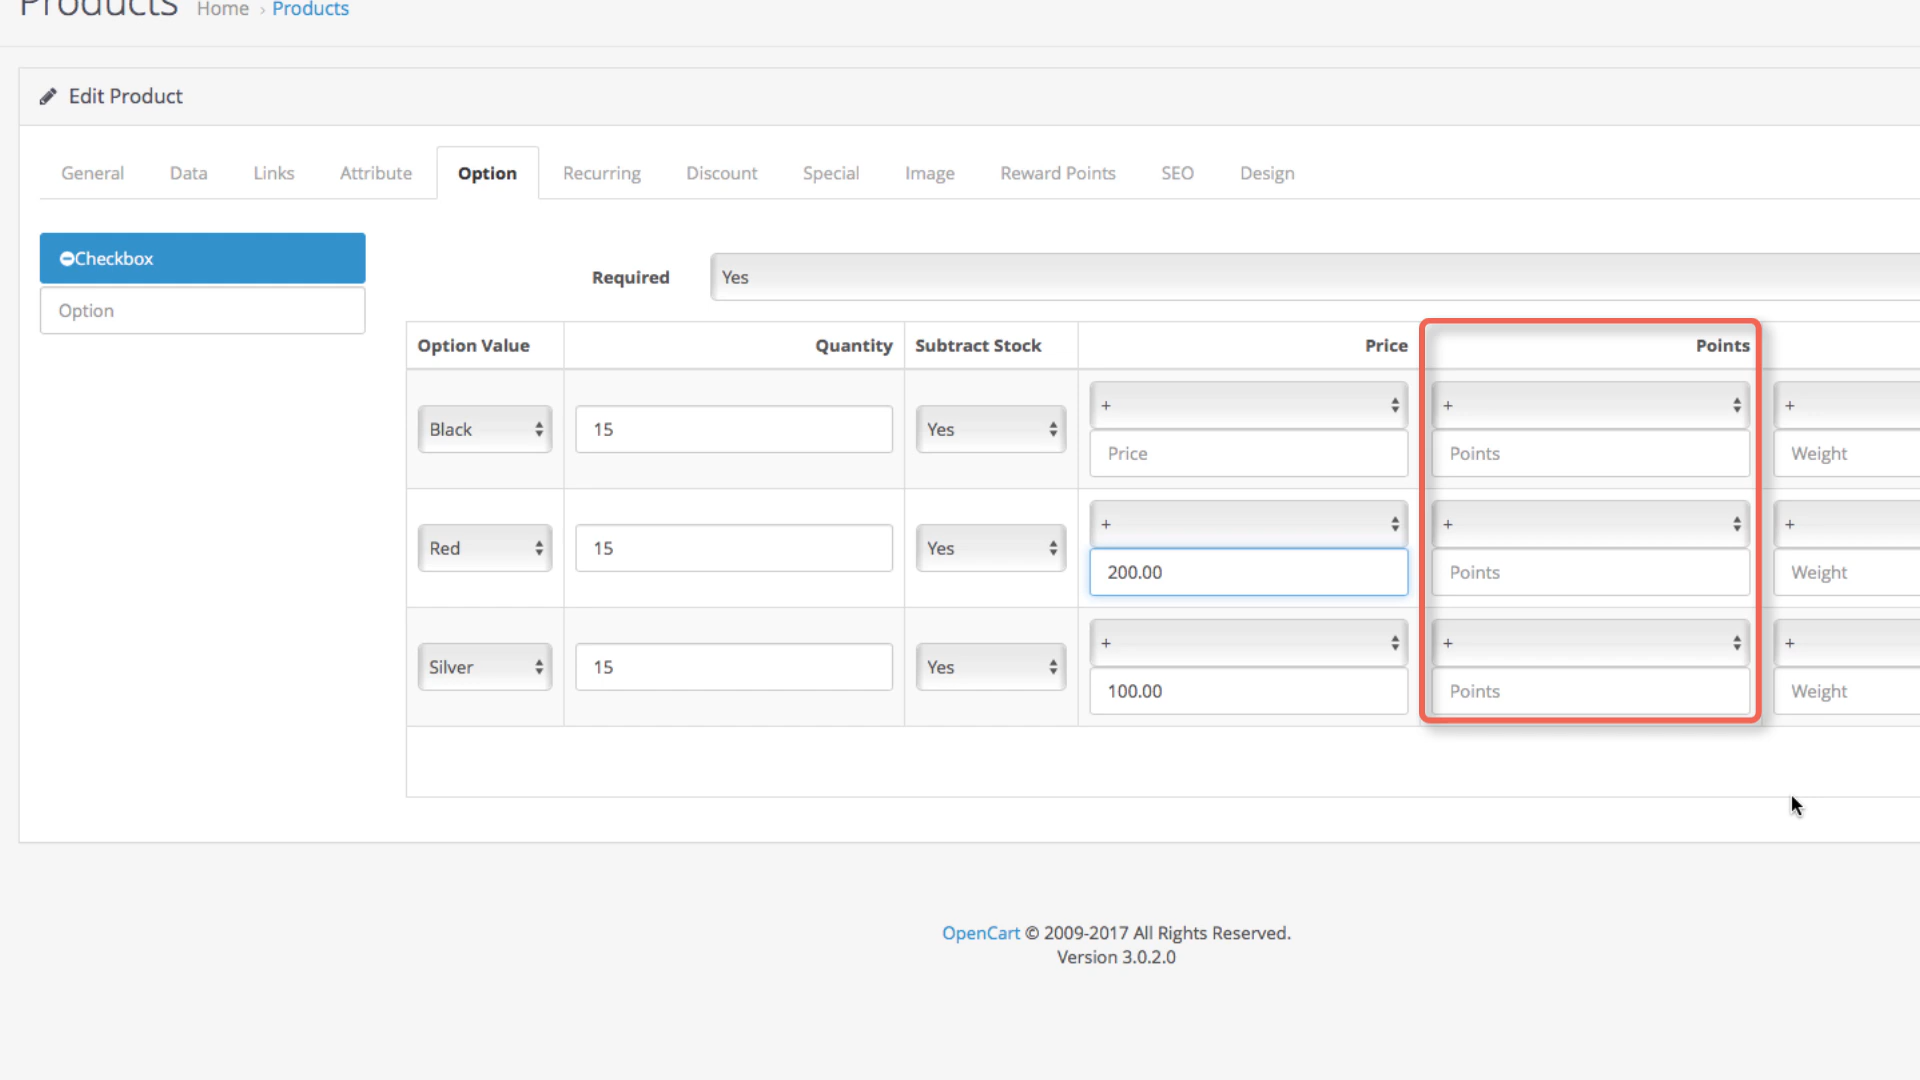 Products Home › Products
Edit Product
General Data Links Attribute Option Recurring Discount Special Image Reward Points SEO Design
Checkbox
Option
Required Yes
Option Value Quantity Subtract Stock Price Points
+ + +
Black 15 Yes
Price Points Weight
+ + +
Red 15 Yes
200.00 Points Weight
+ + +
Silver 15 Yes
100.00 Points Weight
OpenCart © 2009-2017 All Rights Reserved.
Version 3.0.2.0